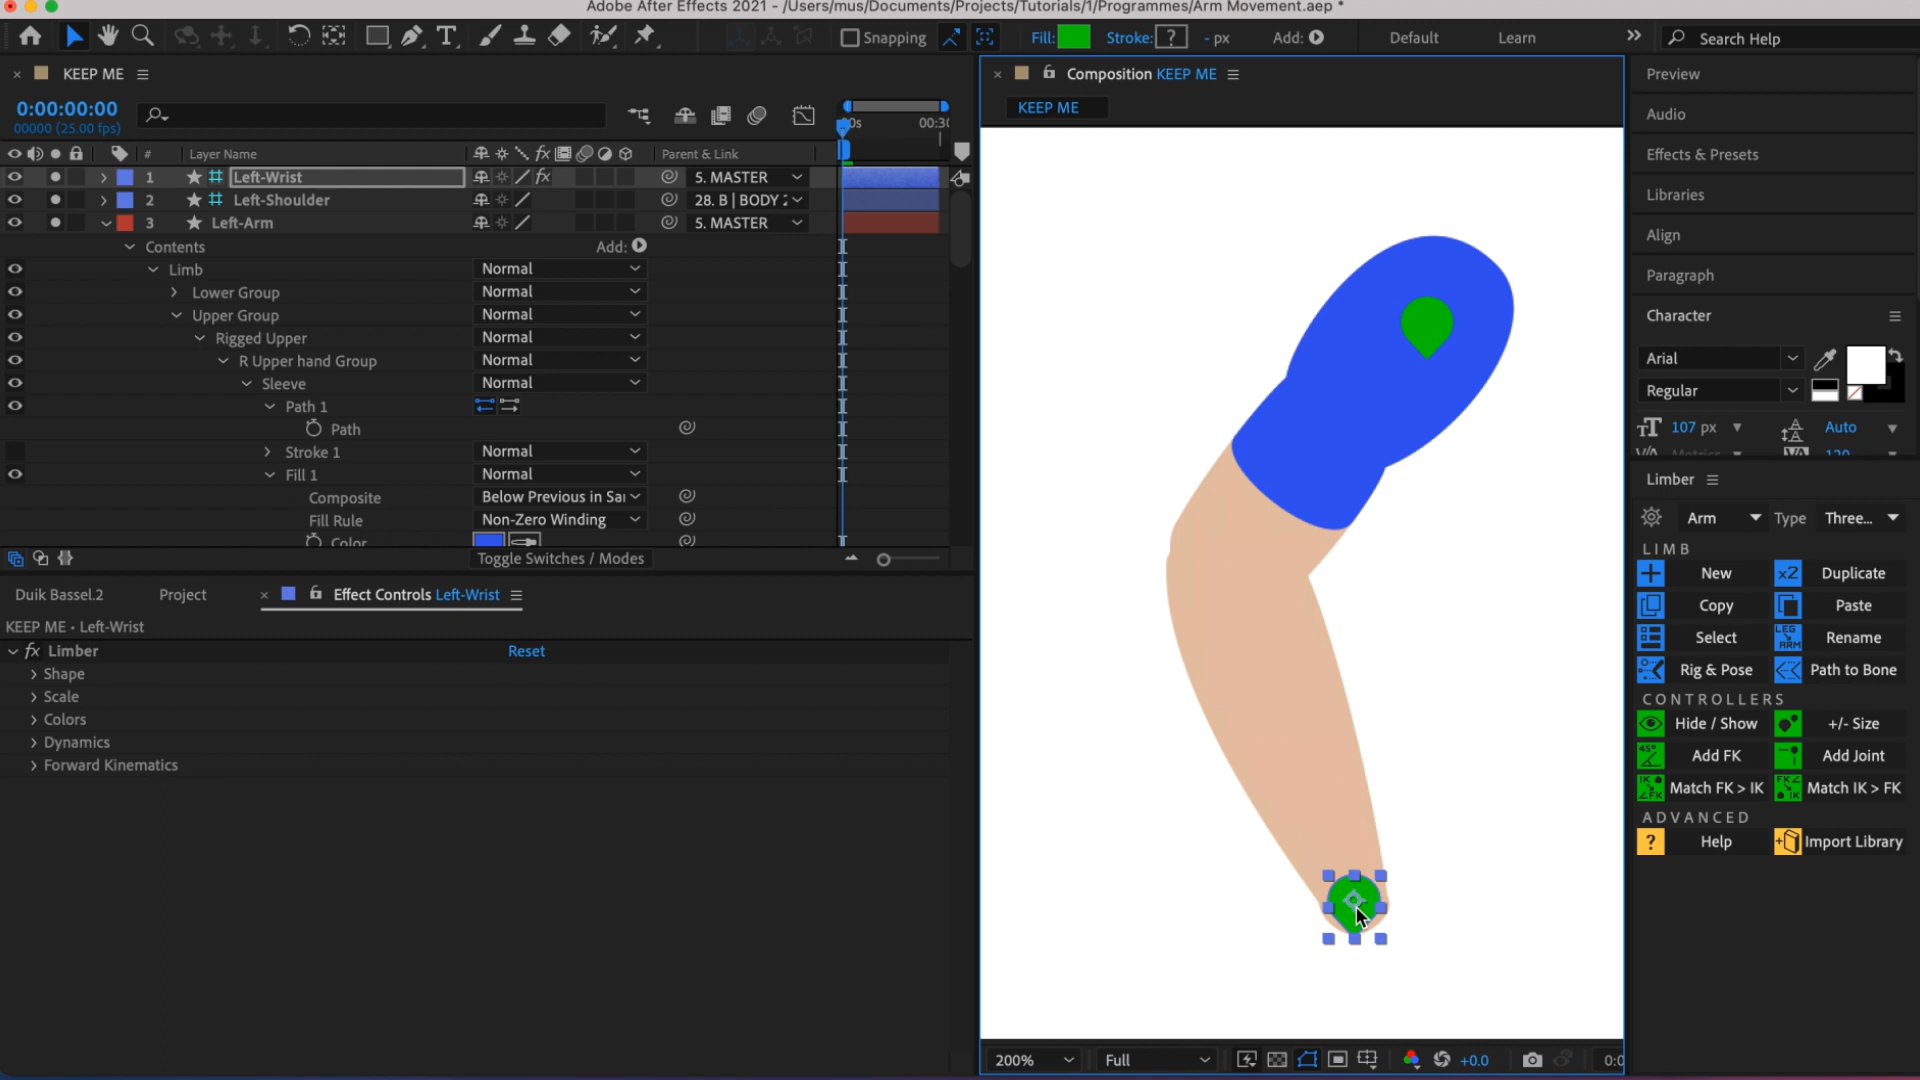 Adobe After Effects 2021 - /Users/mus/Documents/Projects/Tutorials/1/Programmes/Arm Movement.aep *
Snapping
Fill:
Stroke:
?
- px
Add:
Default
Learn
Search Help
KEEP ME
0:00:00:00
00000 (25.00 fps)
00:30
# Layer Name
Parent & Link
1 Left-Wrist
fx
5. MASTER
2 Left-Shoulder
28. B | BODY
3 Left-Arm
5. MASTER
Contents
Add:
Limb
Normal
Lower Group
Normal
Upper Group
Normal
Rigged Upper
Normal
R Upper hand Group
Normal
Sleeve
Normal
Path 1
Path
Stroke 1
Normal
Fill 1
Normal
Composite
Below Previous in Sa
Fill Rule
Non-Zero Winding
Color
Toggle Switches / Modes
Duik Bassel.2
Project
Effect Controls Left-Wrist
KEEP ME • Left-Wrist
fx Limber
Reset
Shape
Scale
Colors
Dynamics
Forward Kinematics
Composition KEEP ME
KEEP ME
200%
Full
+0.0
Preview
Audio
Effects & Presets
Libraries
Align
Paragraph
Character
Arial
Regular
107 px
Auto
Limber
Arm
Type
Three...
LIMB
New
x2 Duplicate
Copy
Paste
Select
LEG ARM Rename
Rig & Pose
Path to Bone
CONTROLLERS
Hide / Show
+/- Size
45° Add FK
Add Joint
Match FK > IK
Match IK > FK
ADVANCED
? Help
Import Library